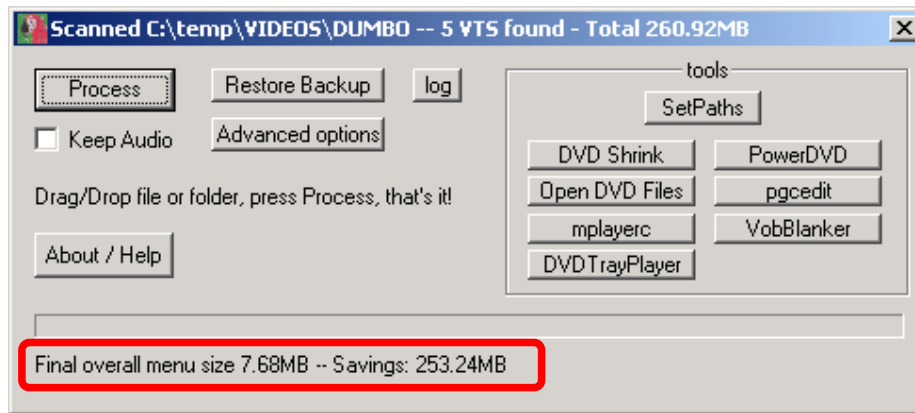 Scanned C:\temp\VIDEOS\DUMBO -- 5 VTS found - Total 260.92MB
Process
Restore Backup
log
Keep Audio
Advanced options
Drag/Drop file or folder, press Process, that's it!
About / Help
tools
SetPaths
DVD Shrink
PowerDVD
Open DVD Files
pgcedit
mplayerc
VobBlanker
DVDTrayPlayer
Final overall menu size 7.68MB -- Savings: 253.24MB